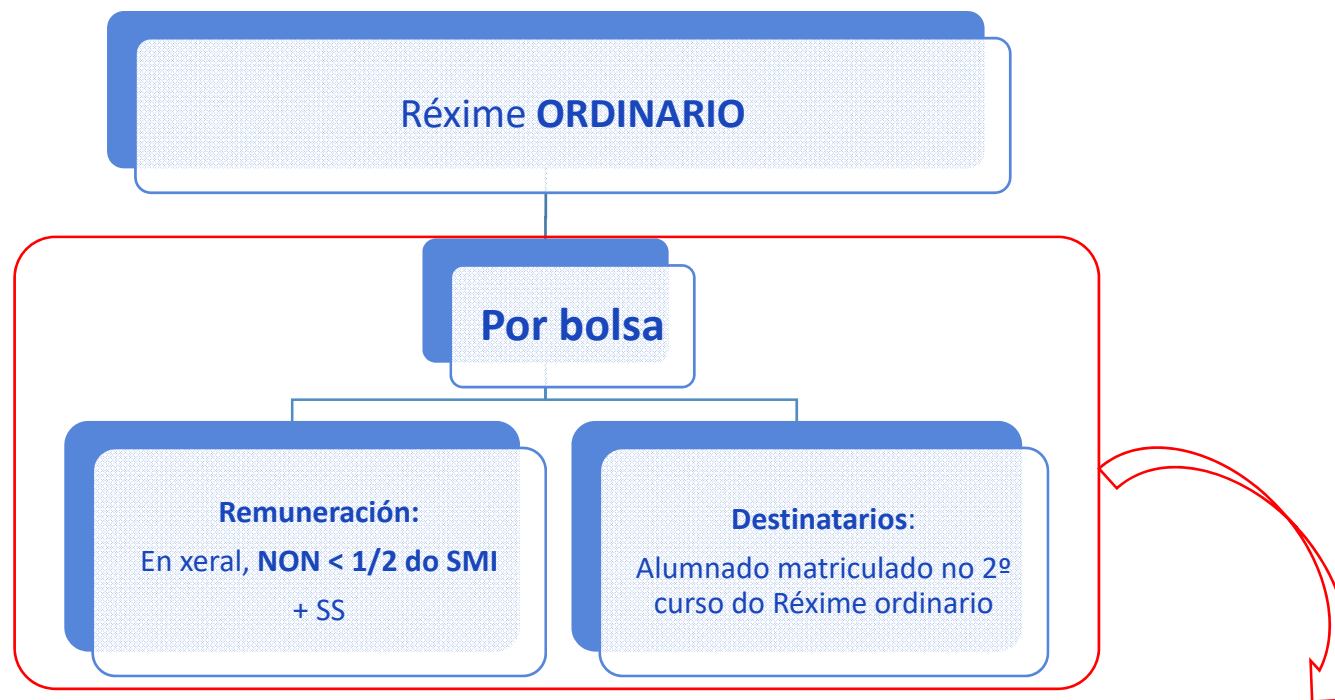 Réxime ORDINARIO
Por bolsa
Remuneración:
En xeral, NON < 1/2 do SMI
+ SS
Destinatarios:
Alumnado matriculado no 2º
curso do Réxime ordinario